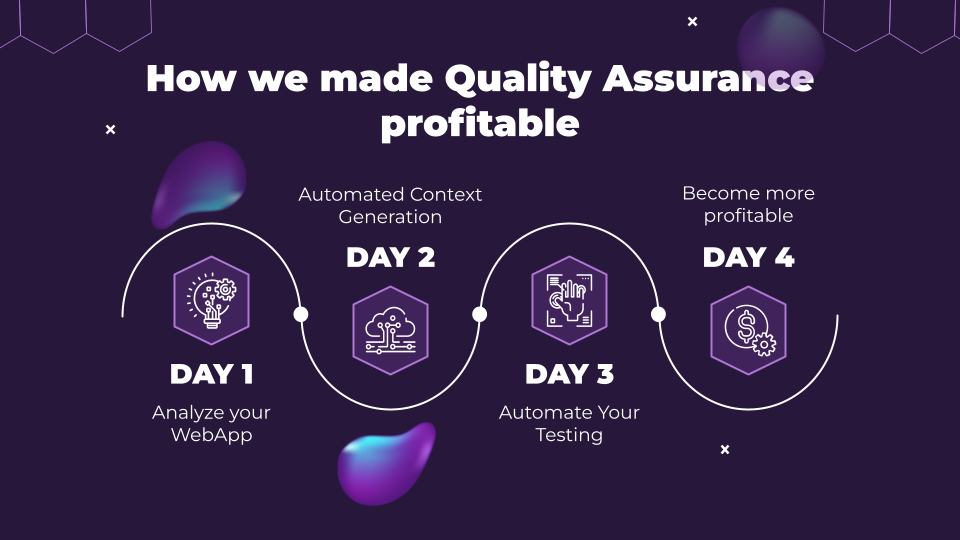 How we made Quality Assurance
profitable
DAY 1
Analyze your
WebApp
Automated Context
Generation
DAY 2
DAY 3
Automate Your
Testing
Become more
profitable
DAY 4